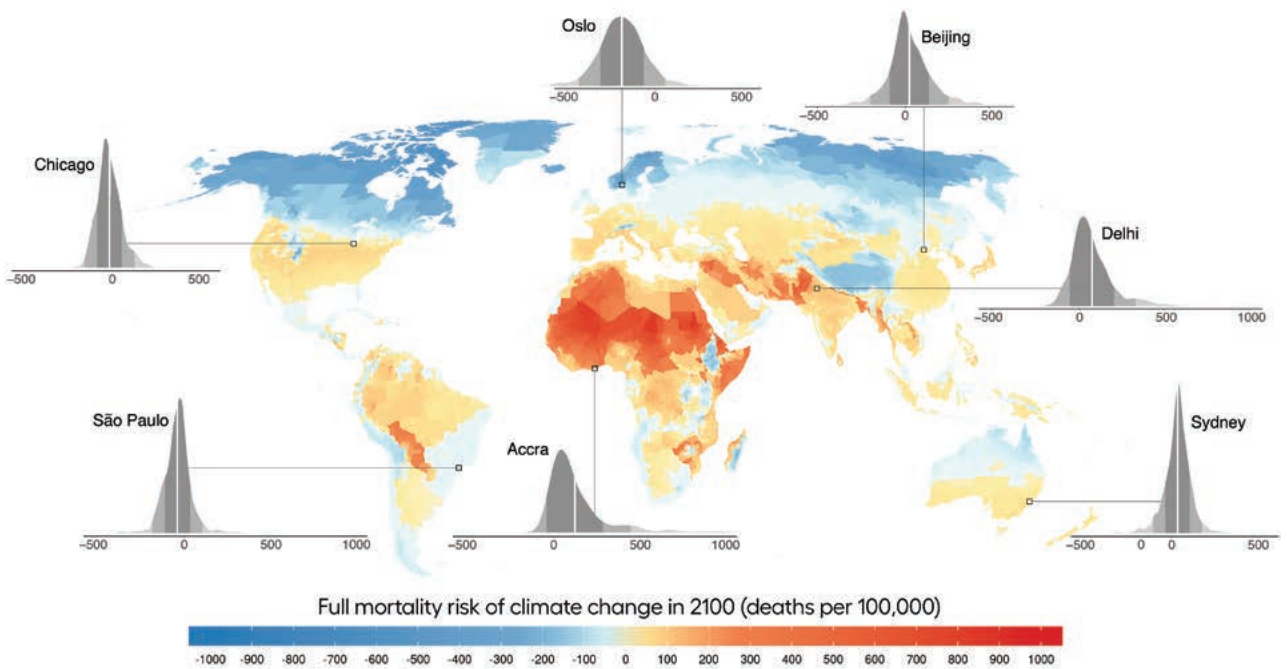 Oslo
-500 0 500
Beijing
-500 0 500
Chicago
-500 0 500
Delhi
-500 0 500 1000
São Paulo
-500 0 500 1000
Accra
-500 0 500 1000
Sydney
-500 0 0 500
Full mortality risk of climate change in 2100 (deaths per 100,000)
-1000 -900 -800 -700 -600 -500 -400 -300 -200 -100 0 100 200 300 400 500 600 700 800 900 1000